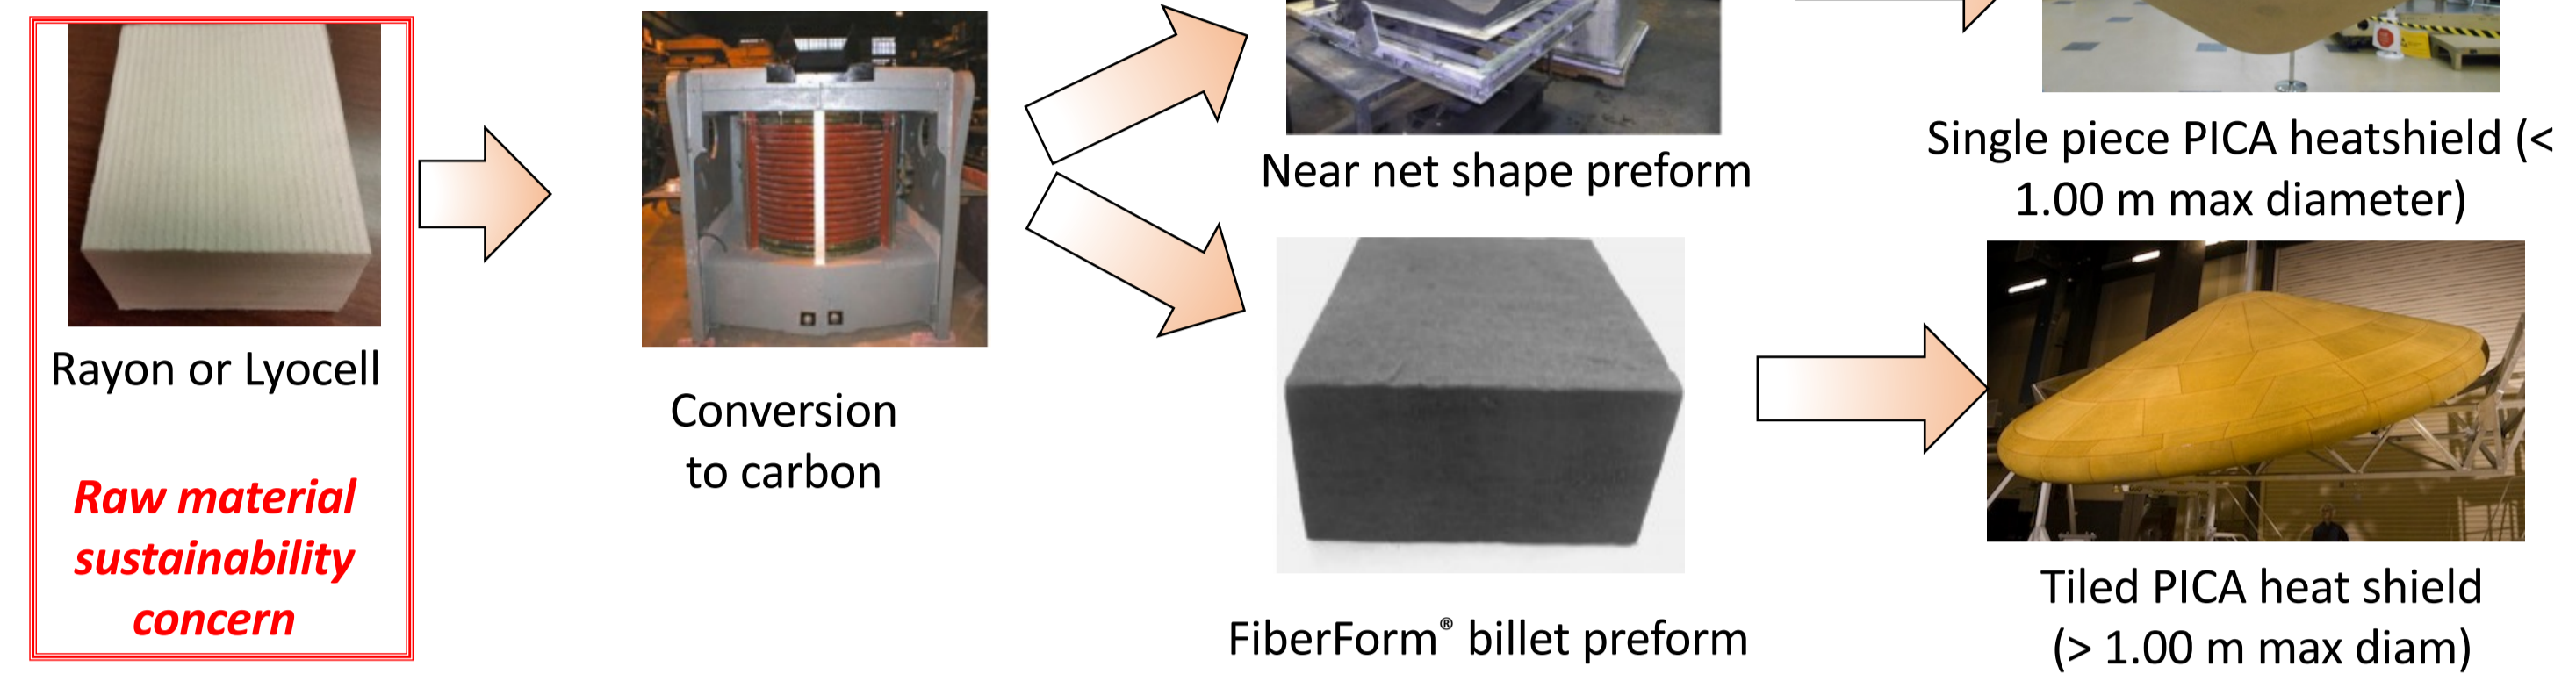 Rayon or Lyocell
Raw material
sustainability
concern
Conversion
to carbon
Near net shape preform
FiberForm® billet preform
Single piece PICA heatshield (<
1.00 m max diameter)
Tiled PICA heat shield
(> 1.00 m max diam)